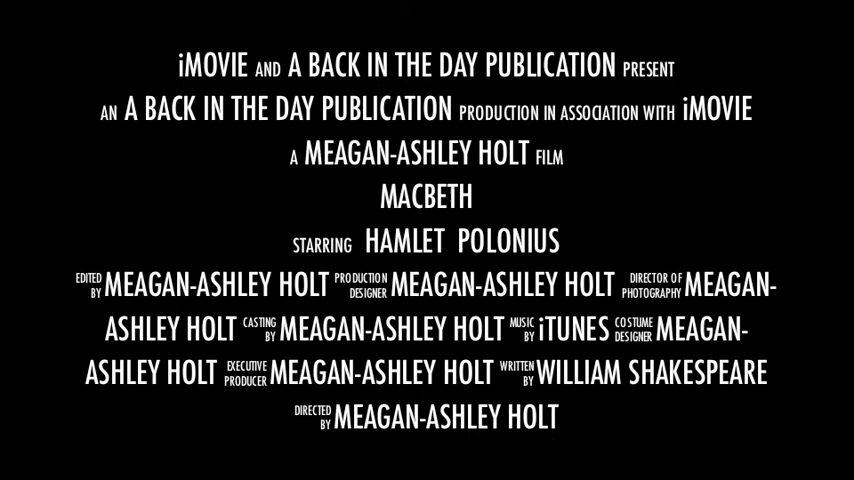 iMOVIE AND A BACK IN THE DAY PUBLICATION PRESENT
AN A BACK IN THE DAY PUBLICATION PRODUCTION IN ASSOCIATION WITH iMOVIE
A MEAGAN-ASHLEY HOLT FILM
MACBETH
STARRING HAMLET POLONIUS
EDITED BY MEAGAN-ASHLEY HOLT PRODUCTION DESIGNER MEAGAN-ASHLEY HOLT DIRECTOR OF PHOTOGRAPHY MEAGAN-
ASHLEY HOLT CASTING BY MEAGAN-ASHLEY HOLT MUSIC BY iTUNES COSTUME DESIGNER MEAGAN-
ASHLEY HOLT EXECUTIVE PRODUCER MEAGAN-ASHLEY HOLT WRITTEN BY WILLIAM SHAKESPEARE
DIRECTED BY MEAGAN-ASHLEY HOLT